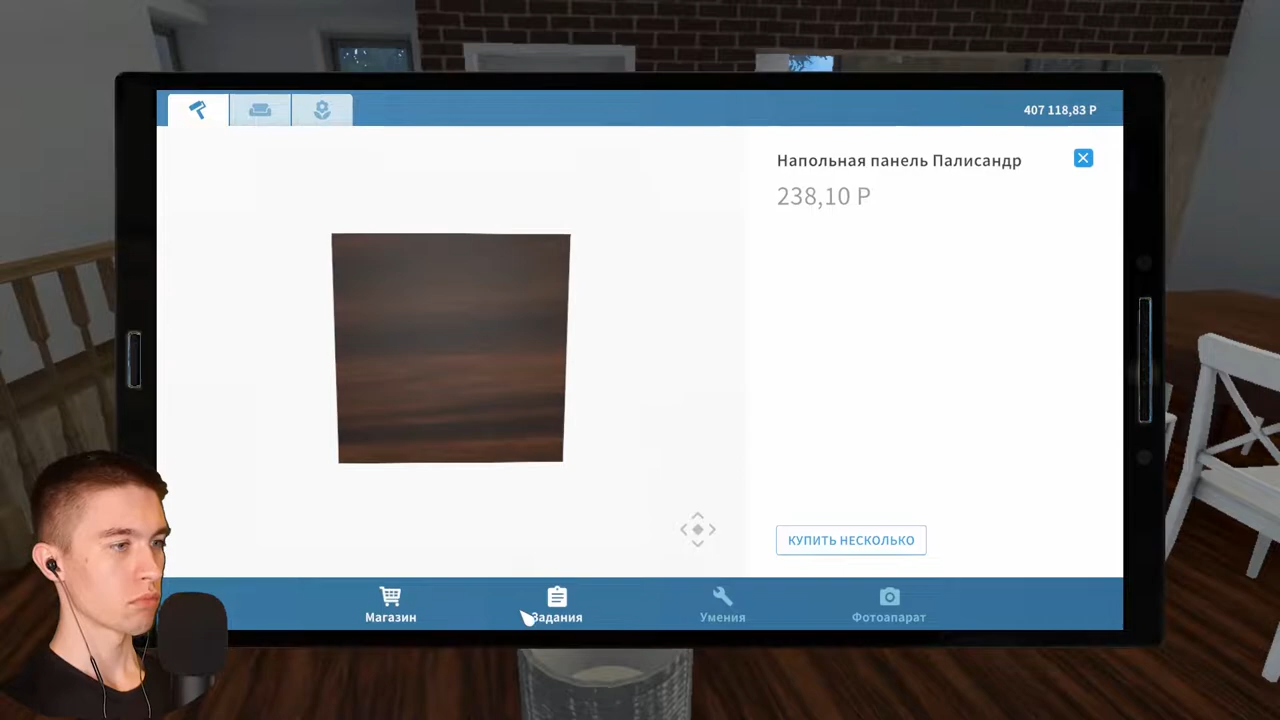 407 118,83 Р
Напольная панель Палисандр
238,10 Р
КУПИТЬ НЕСКОЛЬКО
Магазин
Задания
Умения
Фотоапарат